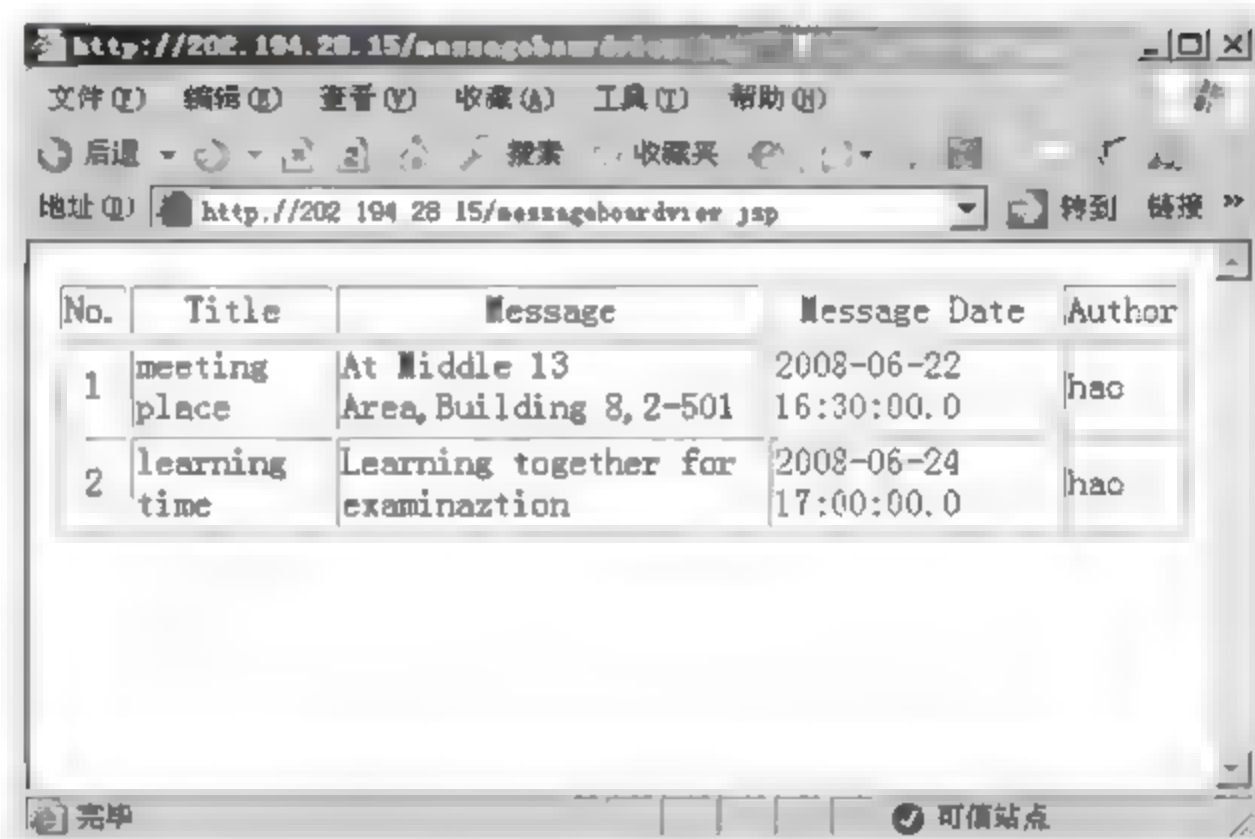 http://202.194.28.15/messageboardview
文件(F) 编辑(E) 查看(V) 收藏(A) 工具(T) 帮助(H)
后退 搜索 收藏夹
地址(D) http://202 194 28 15/messageboardview jsp 转到 链接 »
No. Title Message Message Date Author
1 meeting place At Middle 13 Area,Building 8,2-501 2008-06-22 16:30:00.0 hao
2 learning time Learning together for examinaztion 2008-06-24 17:00:00.0 hao
完毕 可信站点